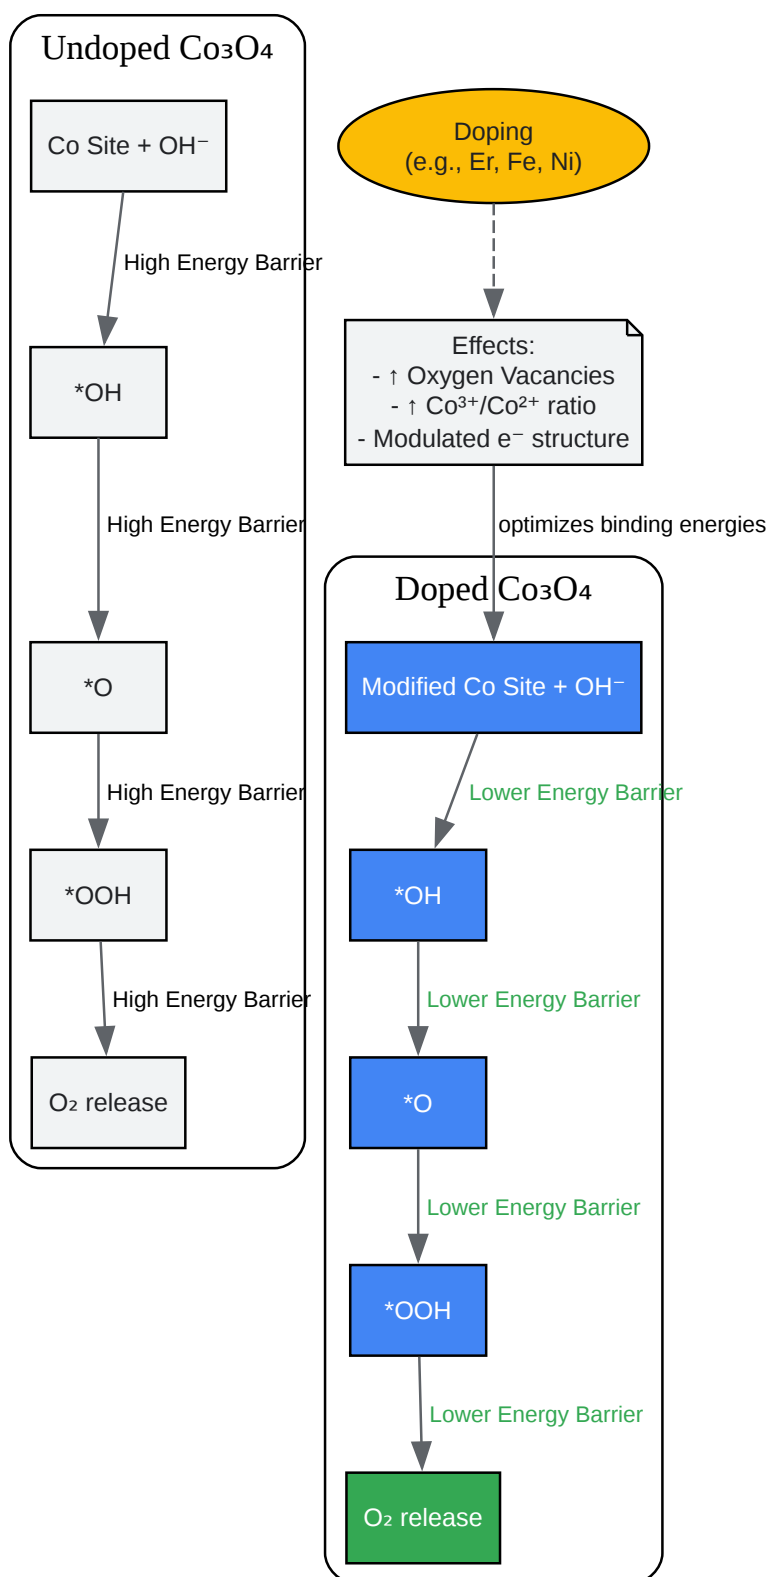 Undoped Co₃O₄
Co Site + OH⁻
High Energy Barrier
*OH
High Energy Barrier
*O
High Energy Barrier
*OOH
High Energy Barrier
O₂ release
Doping
(e.g., Er, Fe, Ni)
Effects:
- ↑ Oxygen Vacancies
- ↑ Co³⁺/Co²⁺ ratio
- Modulated e⁻ structure
optimizes binding energies
Doped Co₃O₄
Modified Co Site + OH⁻
Lower Energy Barrier
*OH
Lower Energy Barrier
*O
Lower Energy Barrier
*OOH
Lower Energy Barrier
O₂ release